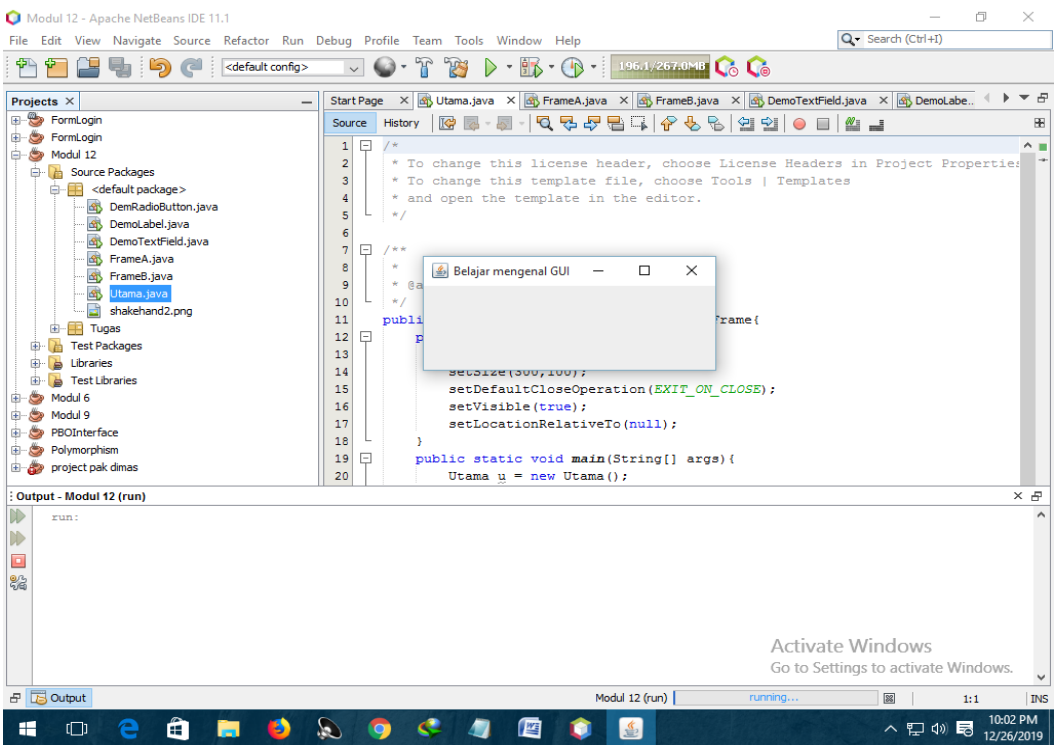 Modul 12 - Apache NetBeans IDE 11.1
File Edit View Navigate Source Refactor Run Debug Profile Team Tools Window Help
Search (Ctrl+I)
<default config>
196.1/267.0MB
Projects
FormLogin
FormLogin
Modul 12
Source Packages
<default package>
DemRadioButton.java
DemoLabel.java
DemoTextField.java
FrameA.java
FrameB.java
Utama.java
shakehand2.png
Tugas
Test Packages
Libraries
Test Libraries
Modul 6
Modul 9
PBOInterface
Polymorphism
project pak dimas
Start Page Utama.java FrameA.java FrameB.java DemoTextField.java DemoLabe..
Source History
1 /*
2 * To change this license header, choose License Headers in Project Properties
3 * To change this template file, choose Tools | Templates
4 * and open the template in the editor.
5 */
6
7 /**
8 *
9 * @a
10 */
11 publi Frame{
12 p
13
14 setSize(300,100);
15 setDefaultCloseOperation(EXIT_ON_CLOSE);
16 setVisible(true);
17 setLocationRelativeTo(null);
18 }
19 public static void main(String[] args){
20 Utama u = new Utama();
Belajar mengenal GUI
Output - Modul 12 (run)
run:
Activate Windows
Go to Settings to activate Windows.
Output
Modul 12 (run) running... 1:1 INS
10:02 PM
12/26/2019